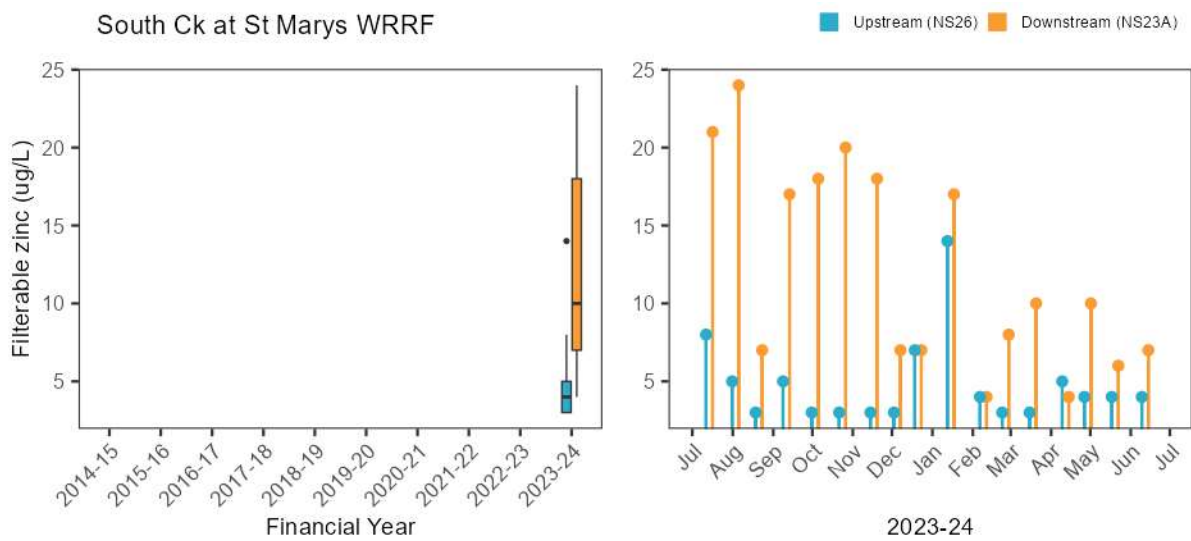 South Ck at St Marys WRRF
Upstream (NS26) Downstream (NS23A)
Filterable zinc (ug/L)
25
20
15
10
5
2014-15
2015-16
2016-17
2017-18
2018-19
2019-20
2020-21
2021-22
2022-23
2023-24
Financial Year
25
20
15
10
5
Jul
Aug
Sep
Oct
Nov
Dec
Jan
Feb
Mar
Apr
May
Jun
Jul
2023-24